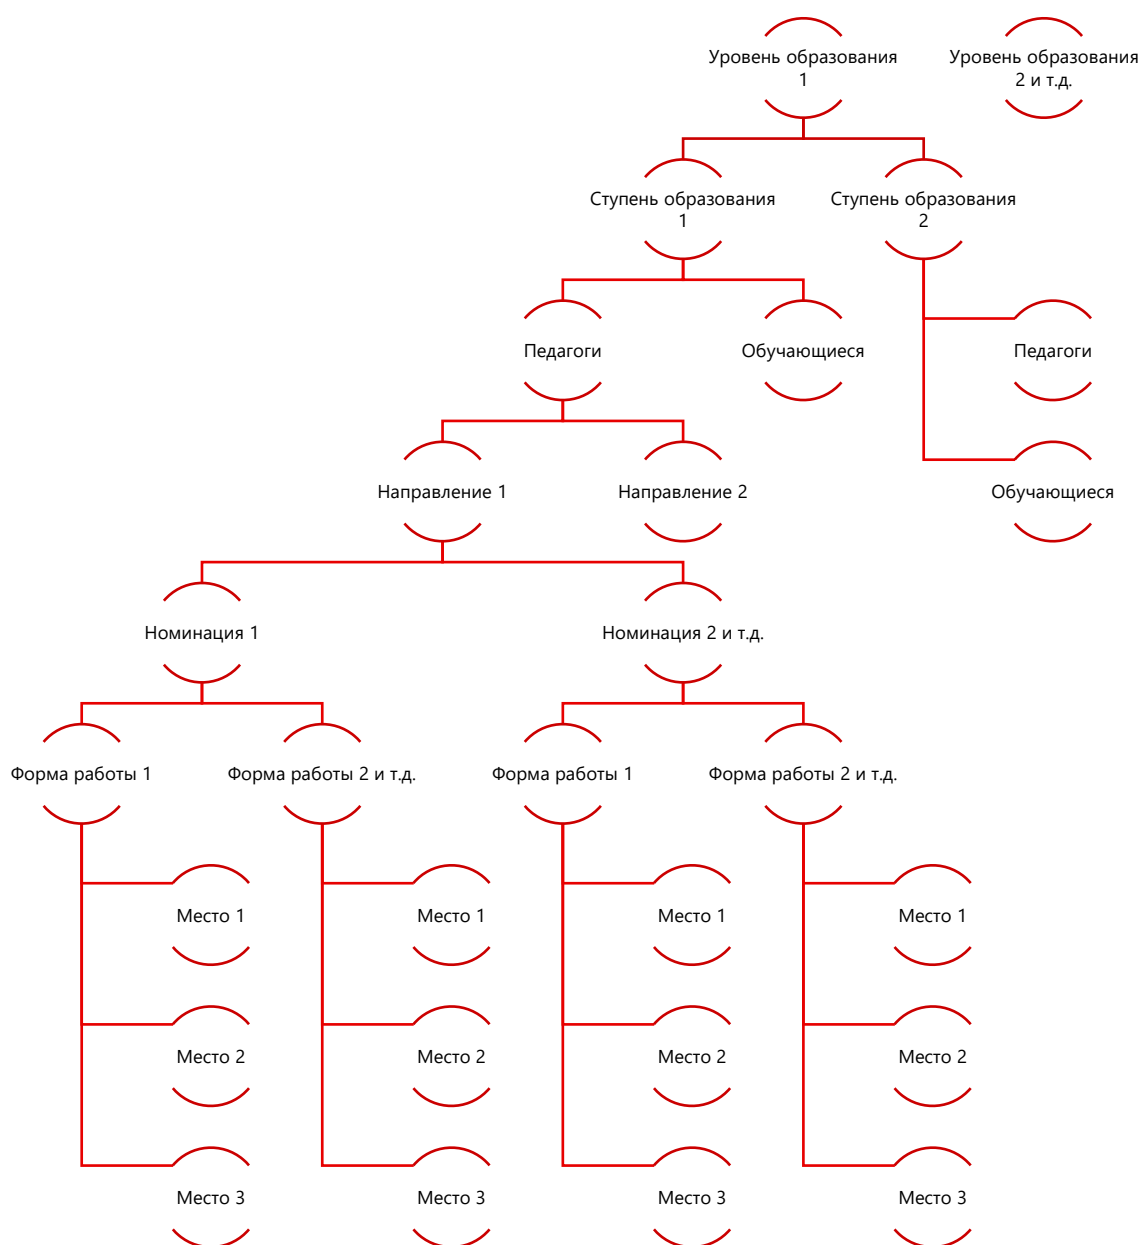 Уровень образования
1
Уровень образования
2 и т.д.
Ступень образования
1
Ступень образования
2
Педагоги
Обучающиеся
Педагоги
Направление 1
Направление 2
Обучающиеся
Номинация 1
Номинация 2 и т.д.
Форма работы 1
Форма работы 2 и т.д.
Форма работы 1
Форма работы 2 и т.д.
Место 1
Место 1
Место 1
Место 1
Место 2
Место 2
Место 2
Место 2
Место 3
Место 3
Место 3
Место 3